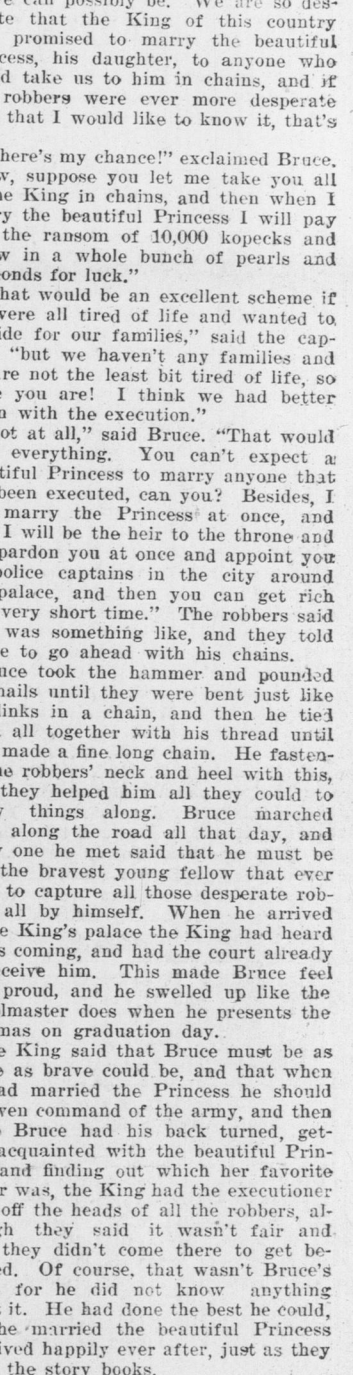 e can possibly be. We are so des-
te that the King of this country
promised to marry the beautiful
cess, his daughter, to anyone who
d take us to him in chains, and if
robbers were ever more desperate
that I would like to know it, that's
here's my chance!" exclaimed Bruce.
w, suppose you let me take you all
he King in chains, and then when I
ry the beautiful Princess I will pay
the ransom of 10,000 kopecks and
w in a whole bunch of pearls and
onds for luck."
hat would be an excellent scheme if
were all tired of life and wanted to
ide for our families," said the cap-
"but we haven't any families and
re not the least bit tired of life, so
e you are! I think we had better
n with the execution."
ot at all," said Bruce. "That would
everything. You can't expect a
tiful Princess to marry anyone that
been executed, can you? Besides, I
marry the Princess at once, and
I will be the heir to the throne and
pardon you at once and appoint you
police captains in the city around
palace, and then you can get rich
very short time." The robbers said
was something like, and they told
e to go ahead with his chains.
uce took the hammer and pounded
nails until they were bent just like
links in a chain, and then he tied
all together with his thread until
made a fine long chain. He fasten-
he robbers' neck and heel with this,
they helped him all they could to
y things along. Bruce marched
along the road all that day, and
y one he met said that he must be
the bravest young fellow that ever
to capture all those desperate rob-
all by himself. When he arrived
e King's palace the King had heard
s coming, and had the court already
ceive him. This made Bruce feel
proud, and he swelled up like the
lmaster does when he presents the
mas on graduation day.
e King said that Bruce must be as
e as brave could be, and that when
ad married the Princess he should
ven command of the army, and then
e Bruce had his back turned, get-
acquainted with the beautiful Prin-
and finding out which her favorite
r was, the King had the executioner
off the heads of all the robbers, al-
gh they said it wasn't fair and
they didn't come there to get be-
ed. Of course, that wasn't Bruce's
for he did not know anything
it. He had done the best he could,
he married the beautiful Princess
ived happily ever after, just as they
the story books.